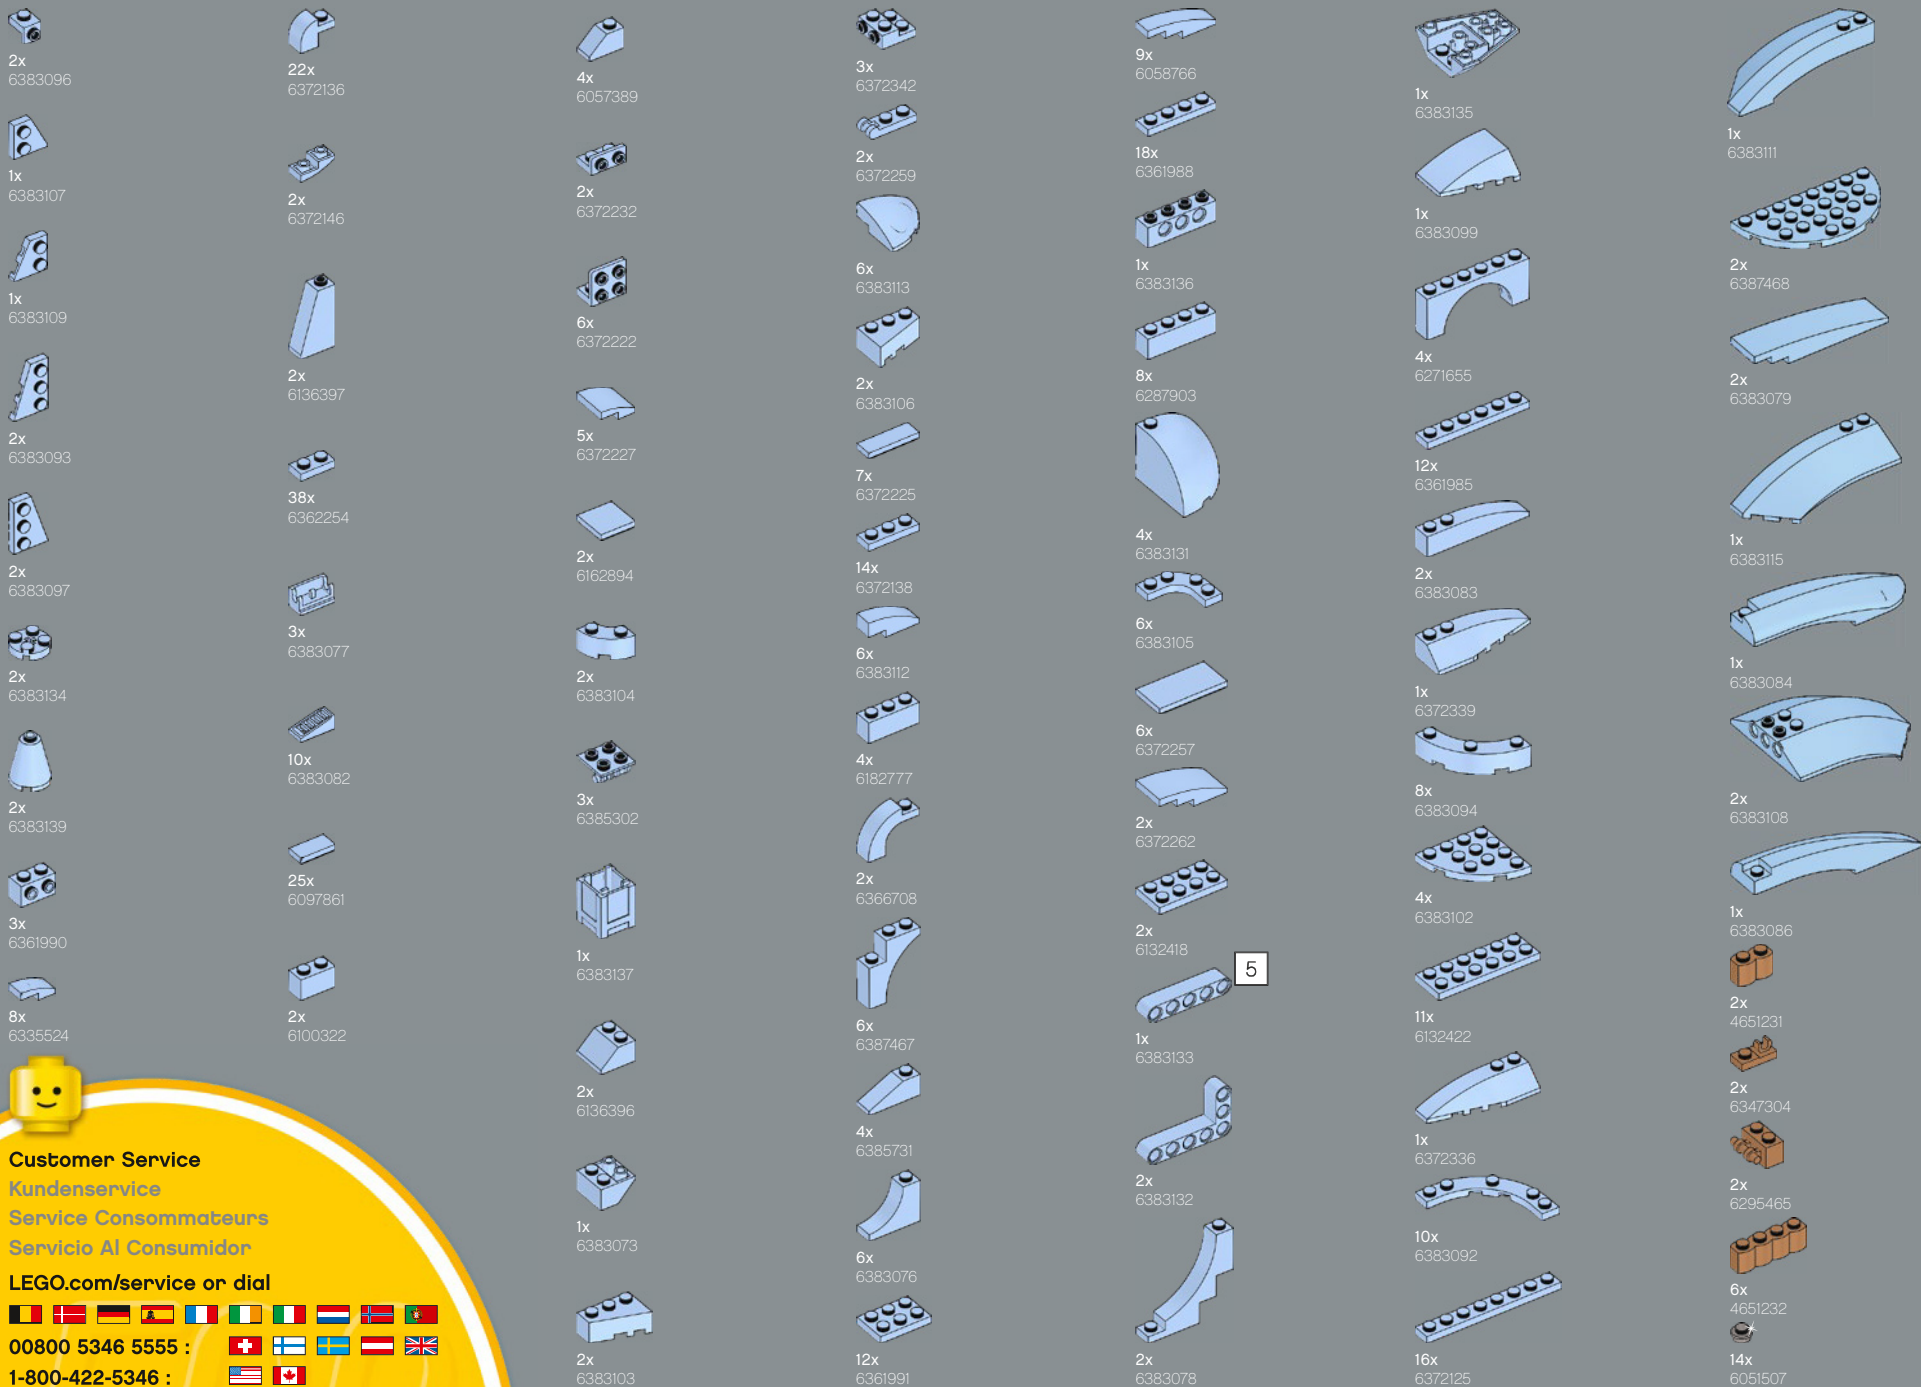 2x
6383096
1x
6383107
1x
6383109
2x
6383093
2x
6383097
2x
6383134
2x
6383139
3x
6361990
8x
6335524
22x
6372136
2x
6372146
2x
6136397
38x
6362254
3x
6383077
10x
6383082
25x
6097861
2x
6100322
4x
6057389
2x
6372232
6x
6372222
5x
6372227
2x
6162894
2x
6383104
3x
6385302
1x
6383137
2x
6136396
1x
6383073
2x
6383103
3x
6372342
2x
6372259
6x
6383113
2x
6383106
7x
6372225
14x
6372138
6x
6383112
4x
6182777
2x
6366708
6x
6387467
4x
6385731
6x
6383076
12x
6361991
9x
6058766
18x
6361988
1x
6383136
8x
6287903
4x
6383131
6x
6383105
6x
6372257
2x
6372262
2x
6132418
5
1x
6383133
2x
6383132
2x
6383078
1x
6383135
1x
6383099
4x
6271655
12x
6361985
2x
6383083
1x
6372339
8x
6383094
4x
6383102
11x
6132422
1x
6372336
10x
6383092
16x
6372125
1x
6383111
2x
6387468
2x
6383079
1x
6383115
1x
6383084
2x
6383108
1x
6383086
2x
4651231
2x
6347304
2x
6295465
6x
4651232
14x
6051507
Customer Service
Kundenservice
Service Consommateurs
Servicio Al Consumidor
LEGO.com/service or dial
00800 5346 5555 :
1-800-422-5346 :